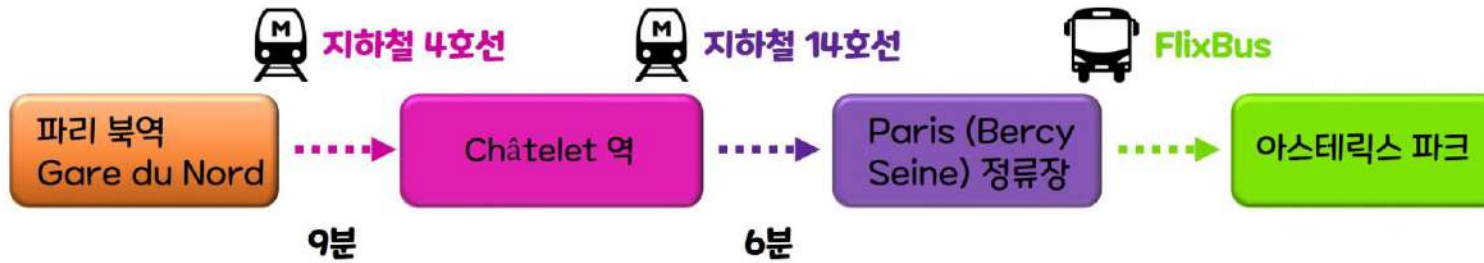 M
지하철 4호선
M
지하철 14호선
FlixBus
파리 북역
Gare du Nord
Châtelet 역
Paris (Bercy
Seine) 정류장
아스테릭스 파크
9분
6분